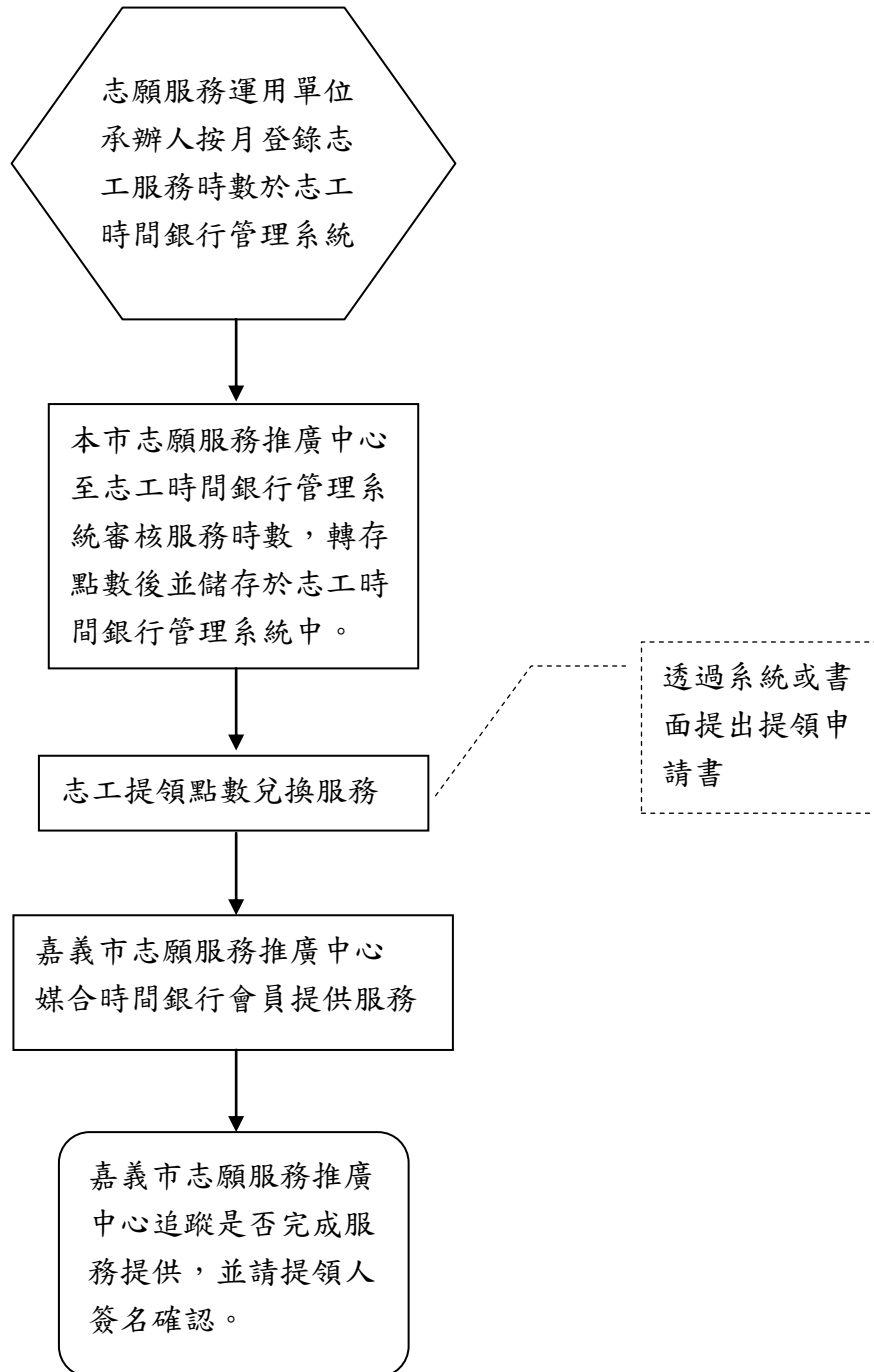 志願服務運用單位
承辦人按月登錄志
工服務時數於志工
時間銀行管理系統
本市志願服務推廣中心
至志工時間銀行管理系
統審核服務時數，轉存
點數後並儲存於志工時
間銀行管理系統中。
志工提領點數兌換服務
透過系統或書
面提出提領申
請書
嘉義市志願服務推廣中心
媒合時間銀行會員提供服務
嘉義市志願服務推廣
中心追蹤是否完成服
務提供，並請提領人
簽名確認。